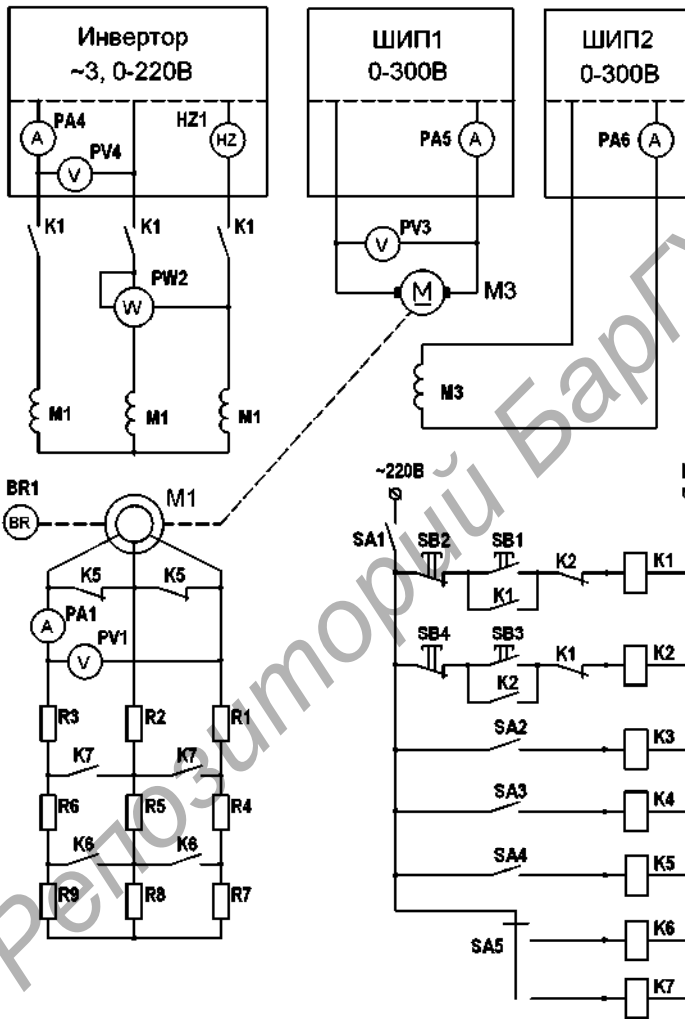 Инвертор
~3, 0-220В
ШИП1
0-300В
ШИП2
0-300В
PA4
A
PV4
V
HZ1
HZ
PA5
A
PA6
A
K1
K1
K1
PV3
V
PW2
W
M
M3
M1
M1
M1
M3
BR1
BR
M1
~220В
SA1
SB2
SB1
K2
K1
K1
K5
K5
PA1
A
PV1
V
SB4
SB3
K1
K2
K2
R3
R2
R1
SA2
K3
K7
K7
R6
R5
R4
SA3
K4
K6
K6
SA4
K5
R9
R8
R7
SA5
K6
K7
Репозиторий БарГУ